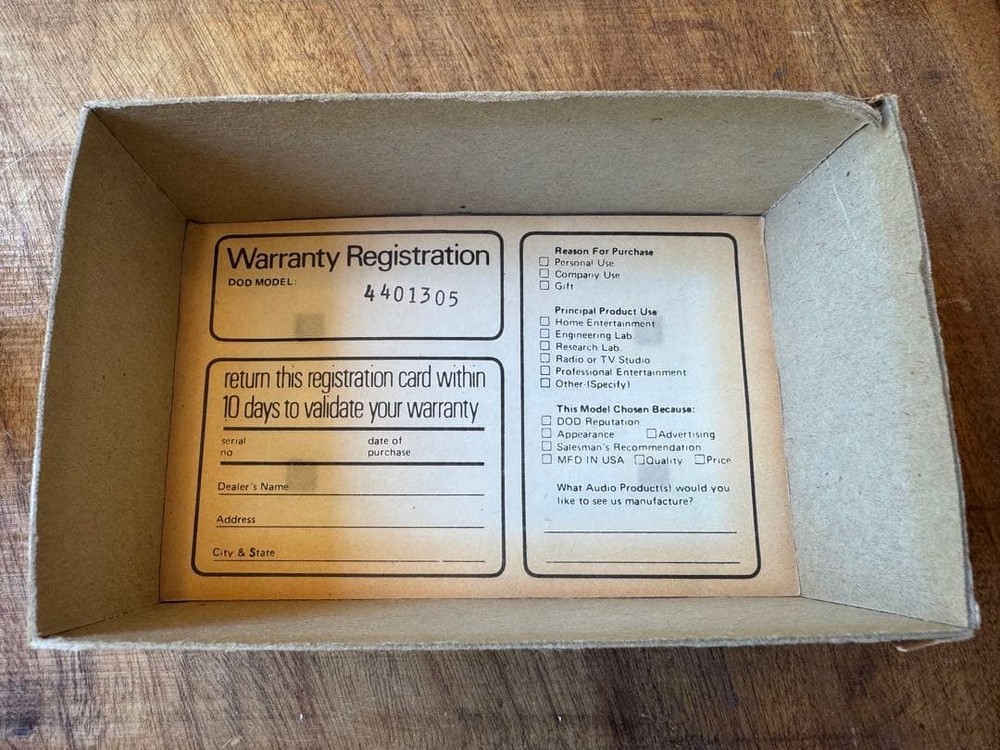 Warranty Registration
DOD MODEL:
4401305
return this registration card within
10 days to validate your warranty
serial no
date of purchase
Dealer's Name
Address
City & State
Reason For Purchase
Personal Use
Company Use
Gift
Principal Product Use
Home Entertainment
Engineering Lab.
Research Lab.
Radio or TV Studio
Professional Entertainment
Other (Specify)
This Model Chosen Because:
DOD Reputation
Appearance Advertising
Salesman's Recommendation
MFD IN USA Quality Price
What Audio Product(s) would you
like to see us manufacture?